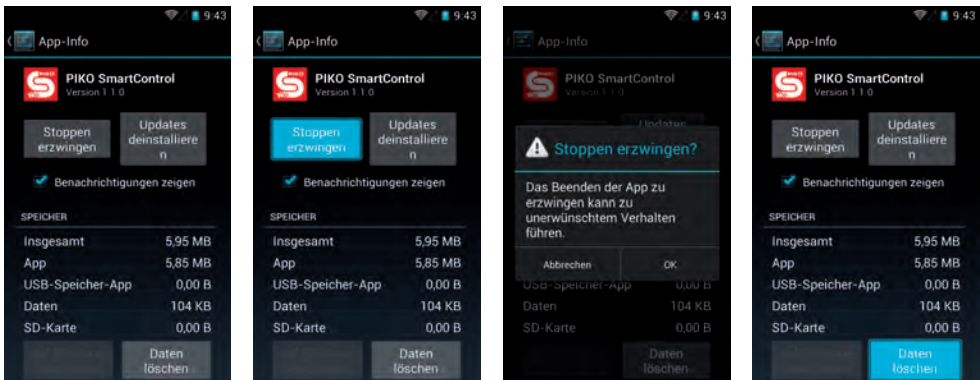 9:43
App-Info
PIKO SmartControl
Version 1.1.0
Stoppen
erzwingen
Updates
deinstalliere
n
Benachrichtigungen zeigen
SPEICHER
Insgesamt 5,95 MB
App 5,85 MB
USB-Speicher-App 0,00 B
Daten 104 KB
SD-Karte 0,00 B
Daten
löschen
9:43
App-Info
PIKO SmartControl
Version 1.1.0
Stoppen
erzwingen
Updates
deinstalliere
n
Benachrichtigungen zeigen
SPEICHER
Insgesamt 5,95 MB
App 5,85 MB
USB-Speicher-App 0,00 B
Daten 104 KB
SD-Karte 0,00 B
Daten
löschen
9:43
App-Info
PIKO SmartControl
Version 1.1.0
Updates
Stoppen erzwingen?
Das Beenden der App zu
erzwingen kann zu
unerwünschtem Verhalten
führen.
Abbrechen OK
USB-Speicher-App 0,00 B
Daten 104 KB
SD-Karte 0,00 B
Daten
löschen
9:43
App-Info
PIKO SmartControl
Version 1.1.0
Stoppen
erzwingen
Updates
deinstalliere
n
Benachrichtigungen zeigen
SPEICHER
Insgesamt 5,95 MB
App 5,85 MB
USB-Speicher-App 0,00 B
Daten 104 KB
SD-Karte 0,00 B
Daten
löschen